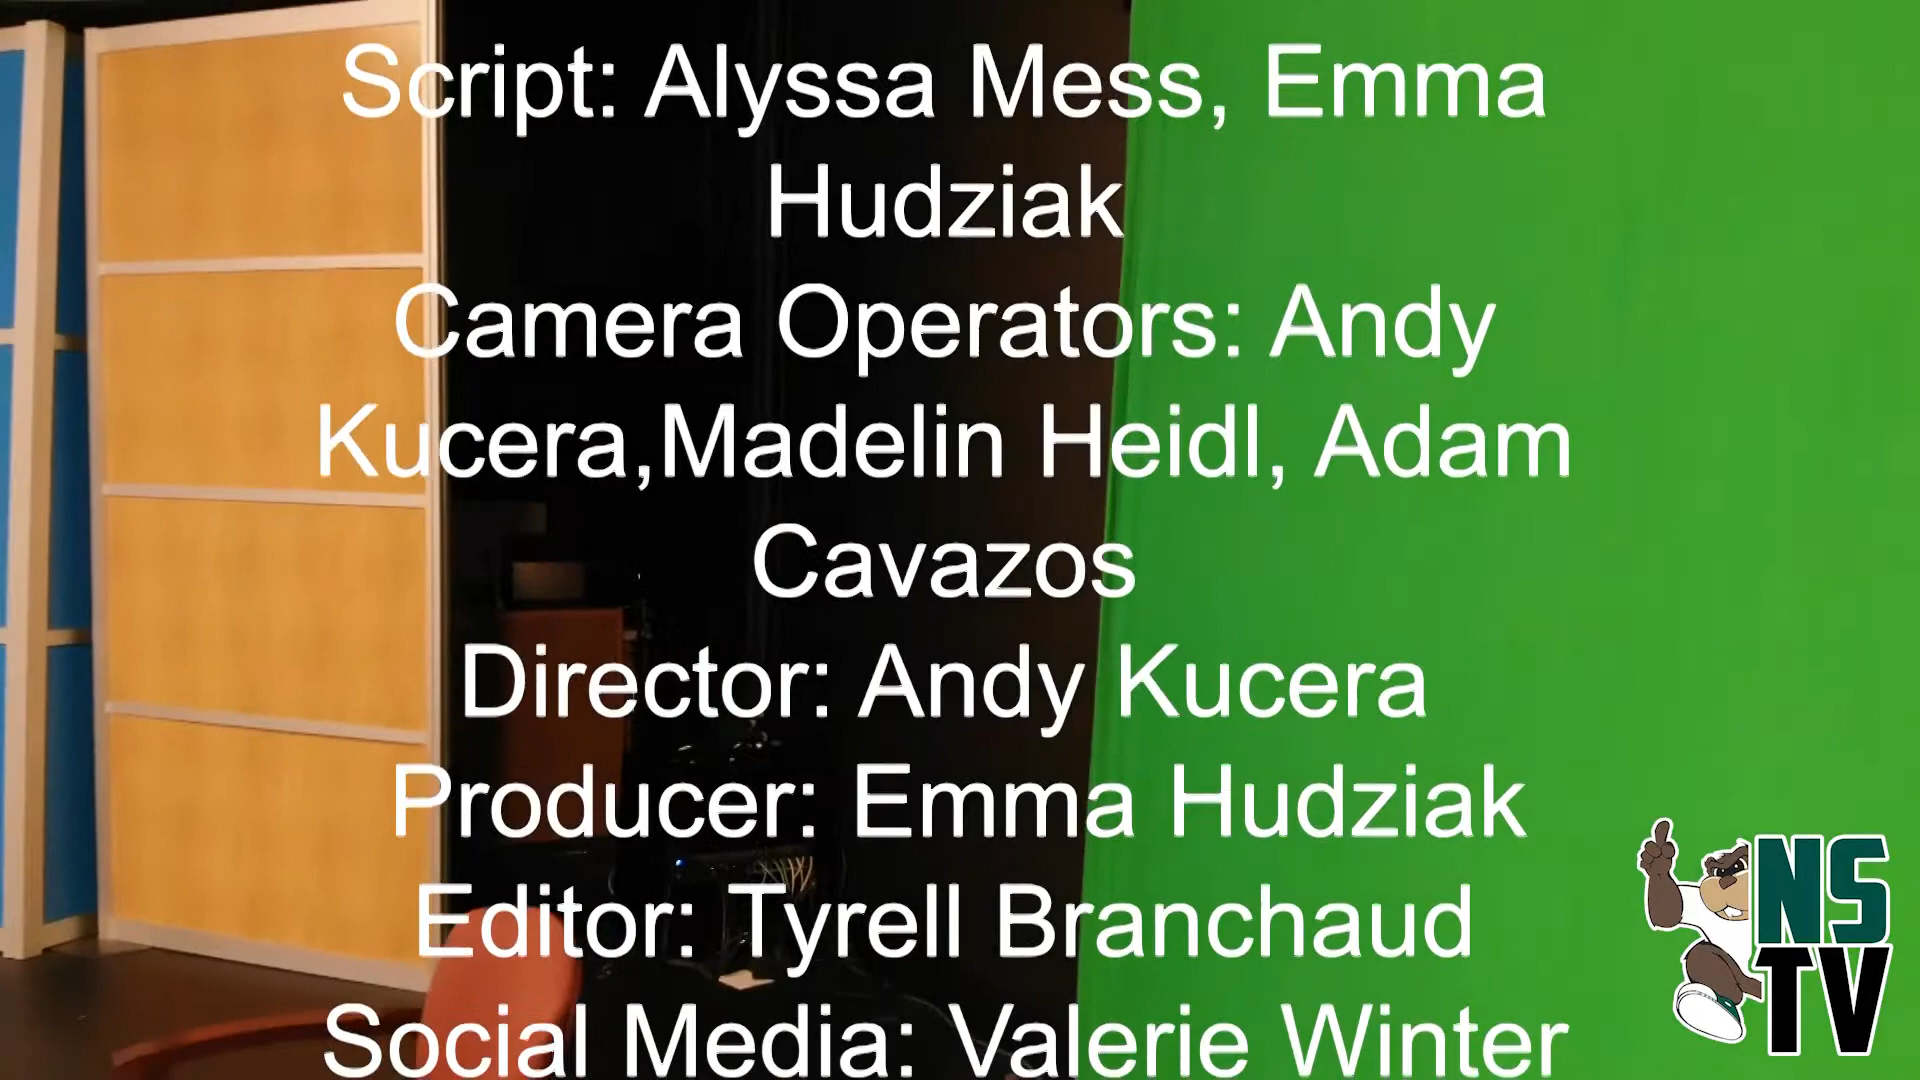 Script: Alyssa Mess, Emma
Hudziak
Camera Operators: Andy
Kucera,Madelin Heidl, Adam
Cavazos
Director: Andy Kucera
Producer: Emma Hudziak
Editor: Tyrell Branchaud
Social Media: Valerie Winter
NS
TV